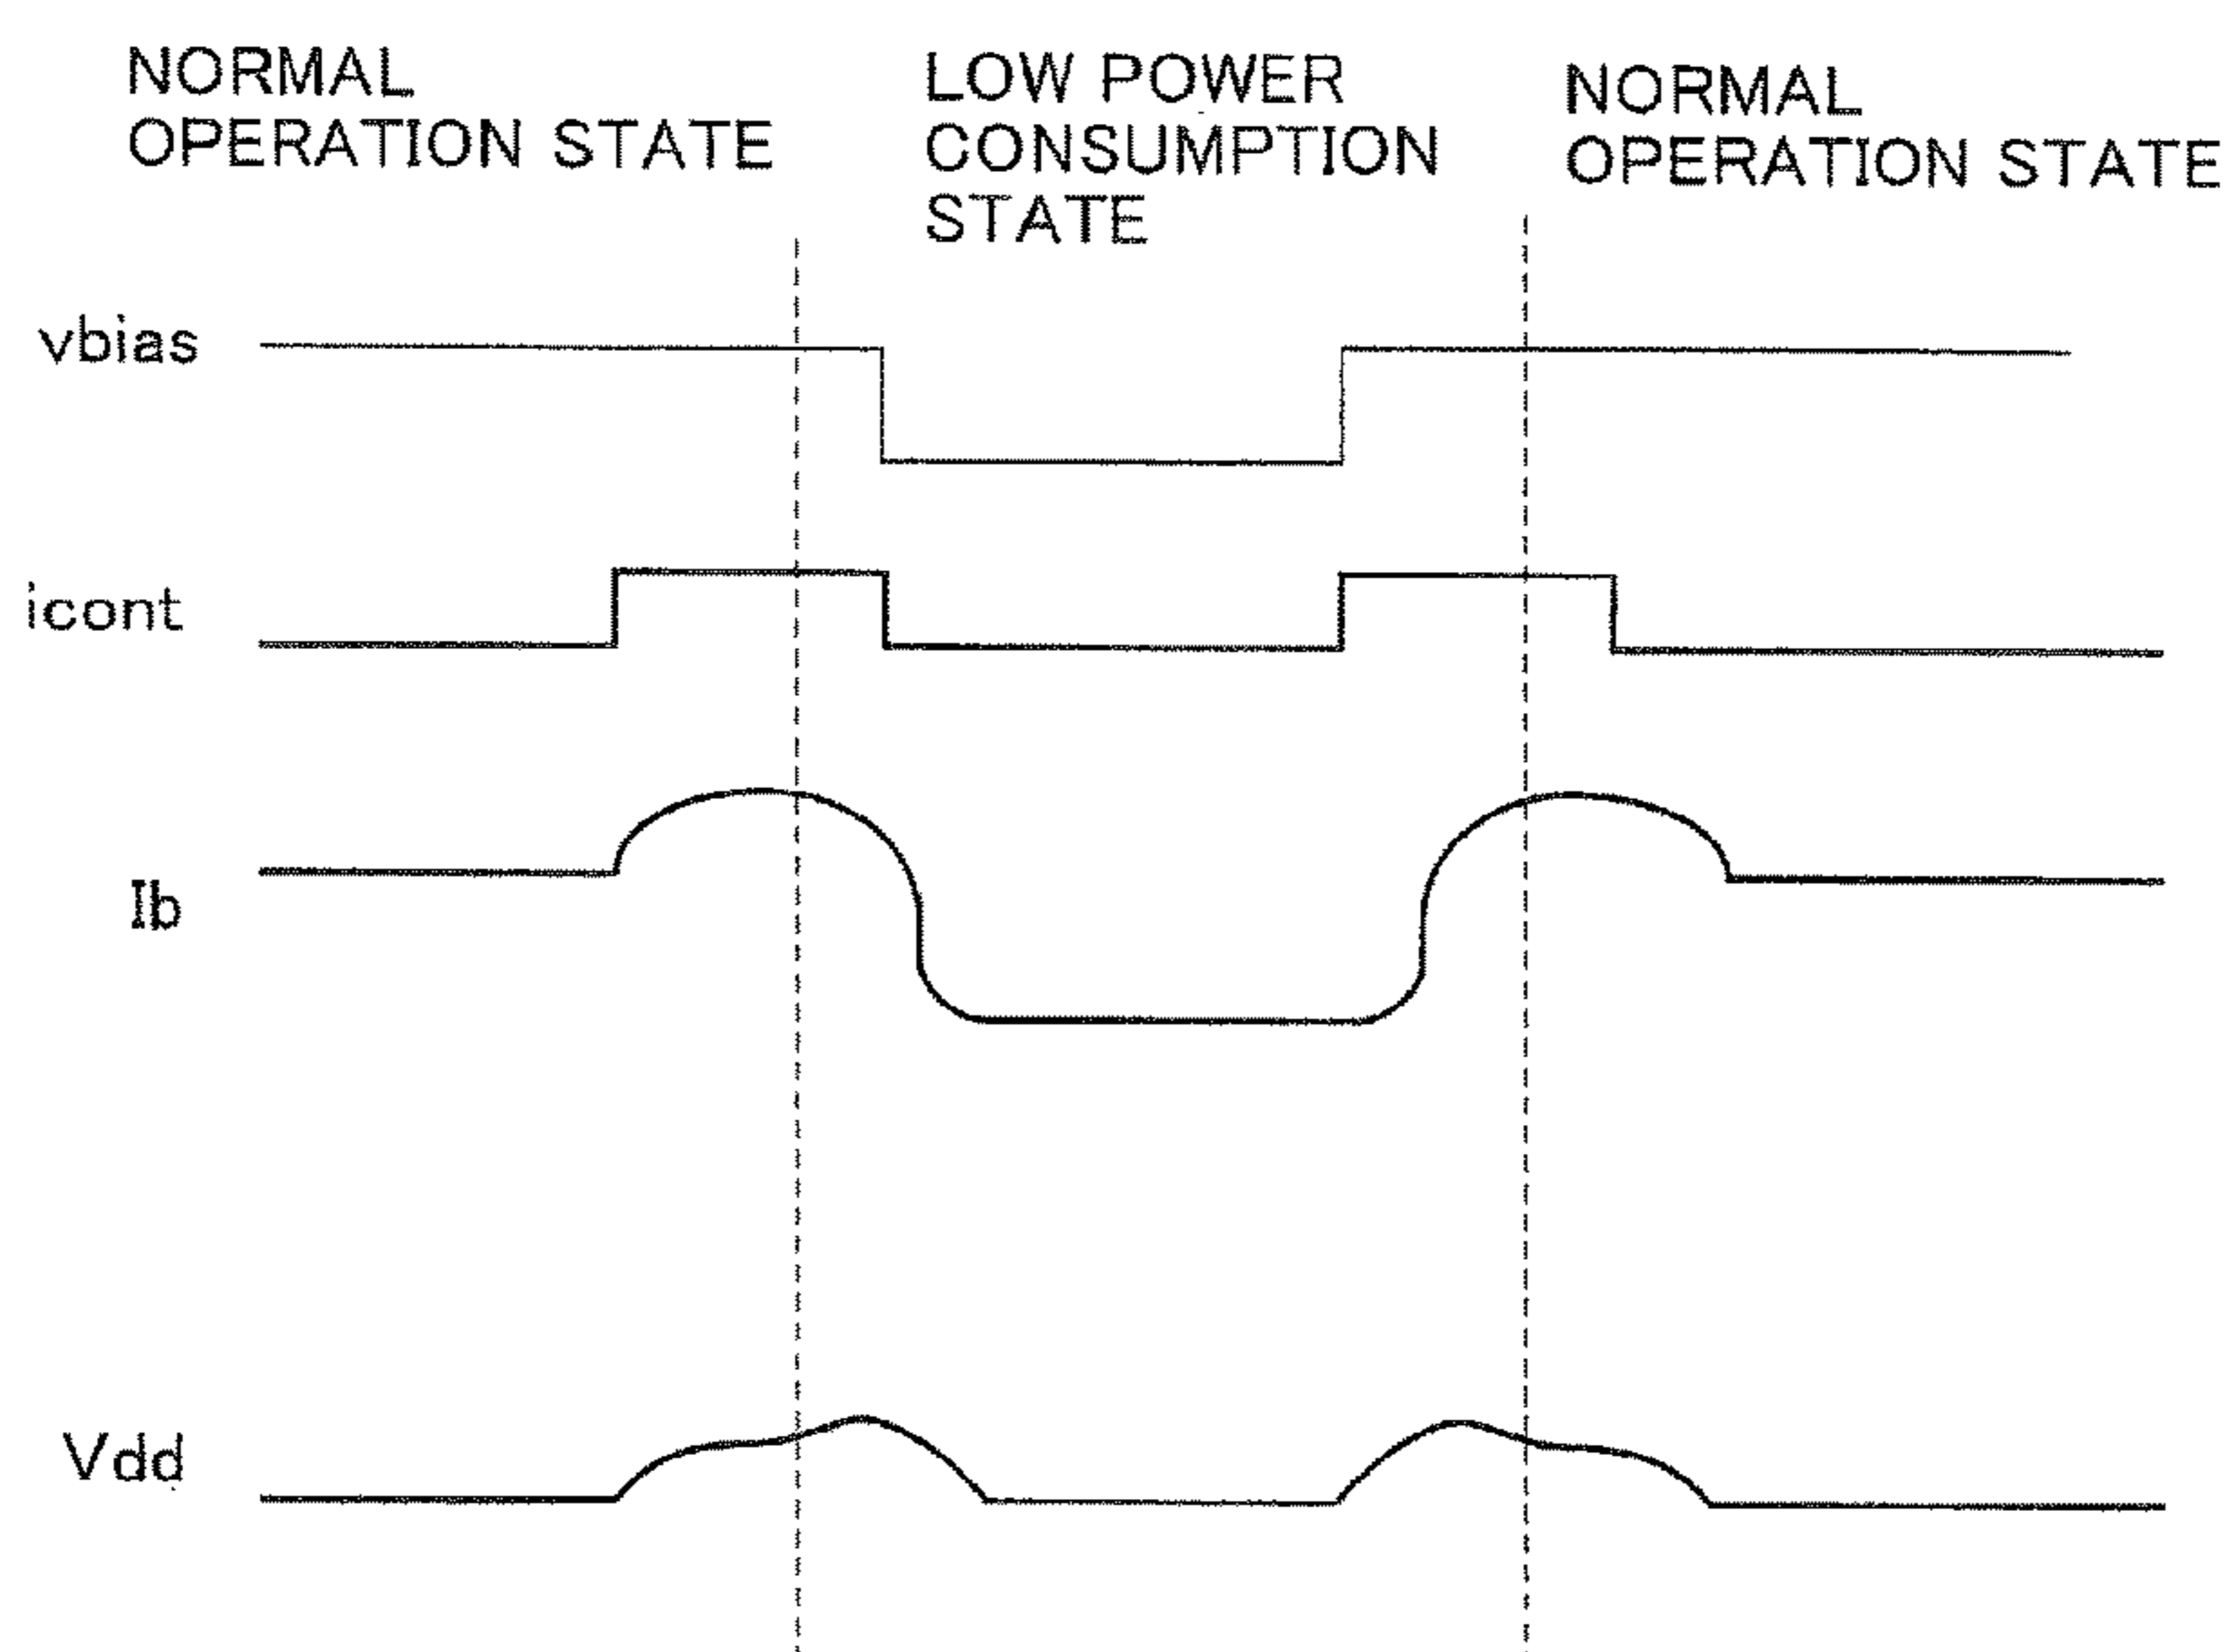 NORMAL
OPERATION STATE
LOW POWER
CONSUMPTION
STATE
NORMAL
OPERATION STATE
vbias
icont
Ib
Vdd